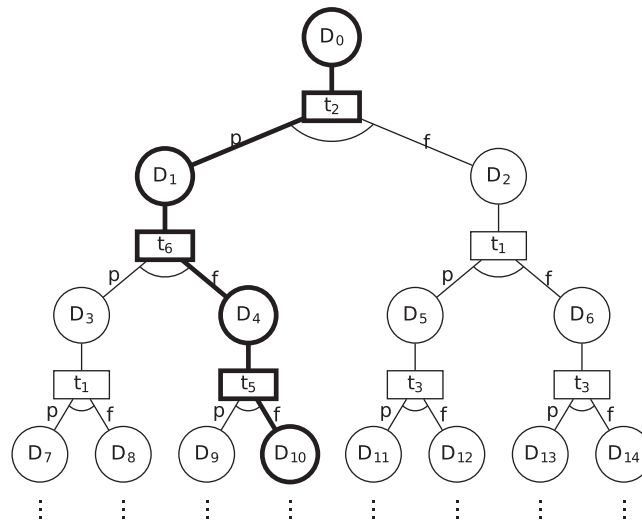 D₀
t₂
p f
D₁ D₂
t₆ t₁
p f p f
D₃ D₄ D₅ D₆
t₁ t₅ t₃ t₃
p f p f p f p f
D₇ D₈ D₉ D₁₀ D₁₁ D₁₂ D₁₃ D₁₄